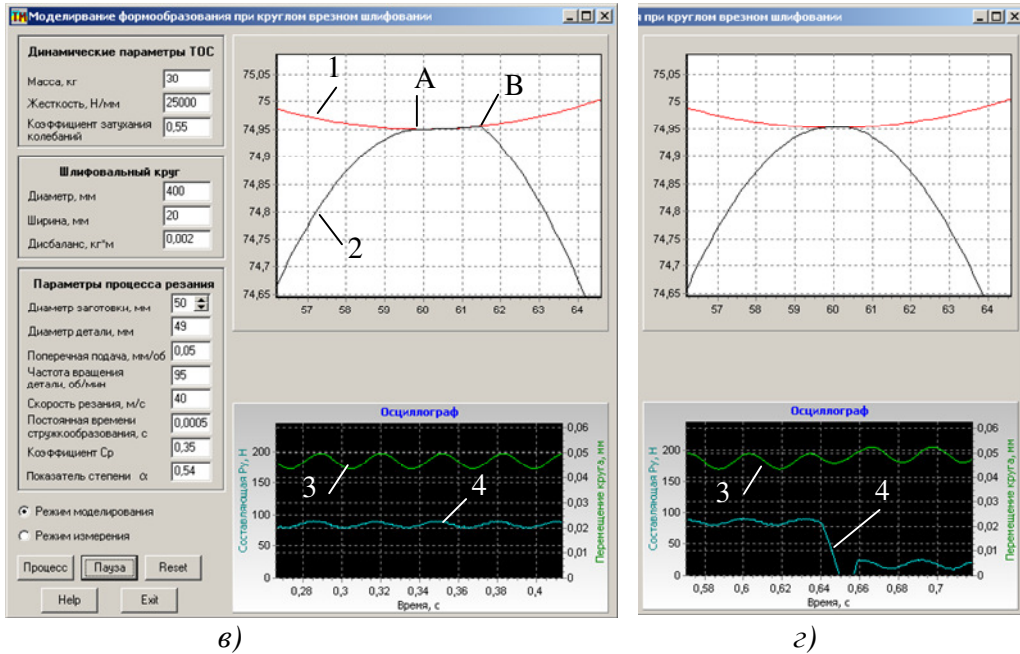 Моделирвание формообразования при круглом врезном шлифовании
Динамические параметры ТОС
Масса, кг 30
Жесткость, Н/мм 25000
Коэффициент затухания
колебаний 0,55
Шлифовальный круг
Диаметр, мм 400
Ширина, мм 20
Дисбаланс, кг*м 0,002
Параметры процесса резания
Диаметр заготовки, мм 50
Диаметр детали, мм 49
Поперечная подача, мм/об 0,05
Частота вращения
детали, об/мин 95
Скорость резания, м/с 40
Постоянная времени
стружкообразования, с 0,0005
Коэффициент Ср 0,35
Показатель степени α 0,54
Режим моделирования
Режим измерения
Процесс Пауза Reset
Help Exit
75,05
75
74,95
74,9
74,85
74,8
74,75
74,7
74,65
57 58 59 60 61 62 63 64
1 A B
2
Осциллограф
Составляющая Py, Н
200
150
100
50
0
0,06
0,05
0,04
0,03
0,02
0,01
0
Перемещение круга, мм
3 4
0,28 0,3 0,32 0,34 0,36 0,38 0,4
Время, с
в)
я при круглом врезном шлифовании
75,05
75
74,95
74,9
74,85
74,8
74,75
74,7
74,65
57 58 59 60 61 62 63 64
Осциллограф
Составляющая Py, Н
200
150
100
50
0
0,06
0,05
0,04
0,03
0,02
0,01
0
Перемещение круга, мм
3 4
0,58 0,6 0,62 0,64 0,66 0,68 0,7
Время, с
г)